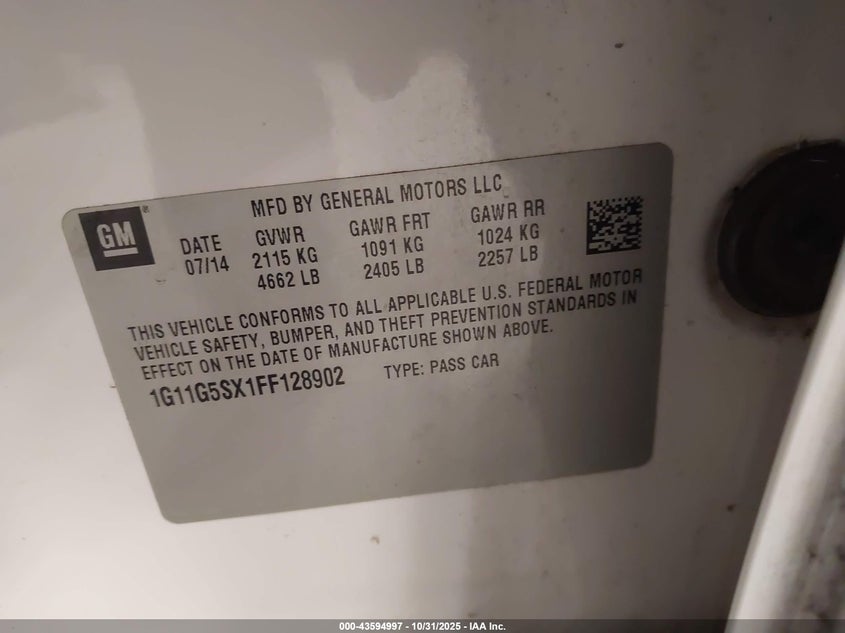 MFD BY GENERAL MOTORS LLC
GM®
DATE GVWR GAWR FRT GAWR RR
07/14 2115 KG 1091 KG 1024 KG
4662 LB 2405 LB 2257 LB
THIS VEHICLE CONFORMS TO ALL APPLICABLE U.S. FEDERAL MOTOR
VEHICLE SAFETY, BUMPER, AND THEFT PREVENTION STANDARDS IN
EFFECT ON THE DATE OF MANUFACTURE SHOWN ABOVE.
1G11G5SX1FF128902 TYPE: PASS CAR
000-43594997 - 10/31/2025 - IAA Inc.